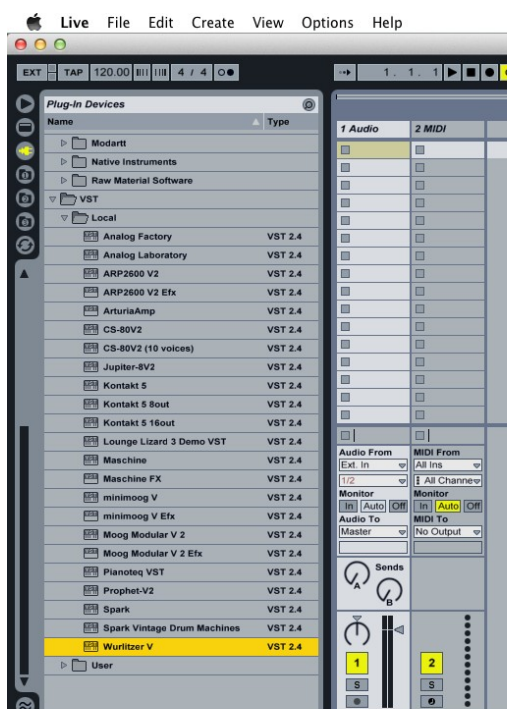 Live File Edit Create View Options Help
EXT TAP 120.00 4 / 4 1. 1. 1
Plug-In Devices
Name Type
Modartt
Native Instruments
Raw Material Software
VST
Local
Analog Factory VST 2.4
Analog Laboratory VST 2.4
ARP2600 V2 VST 2.4
ARP2600 V2 Efx VST 2.4
ArturiaAmp VST 2.4
CS-80V2 VST 2.4
CS-80V2 (10 voices) VST 2.4
Jupiter-8V2 VST 2.4
Kontakt 5 VST 2.4
Kontakt 5 8out VST 2.4
Kontakt 5 16out VST 2.4
Lounge Lizard 3 Demo VST VST 2.4
Maschine VST 2.4
Maschine FX VST 2.4
minimoog V VST 2.4
minimoog V Efx VST 2.4
Moog Modular V 2 VST 2.4
Moog Modular V 2 Efx VST 2.4
Pianoteq VST VST 2.4
Prophet-V2 VST 2.4
Spark VST 2.4
Spark Vintage Drum Machines VST 2.4
Wurlitzer V VST 2.4
User
1 Audio 2 MIDI
Audio From MIDI From
Ext. In All Ins
1/2 All Channe
Monitor Monitor
In Auto Off In Auto Off
Audio To MIDI To
Master No Output
Sends
A
B
1 2
S S